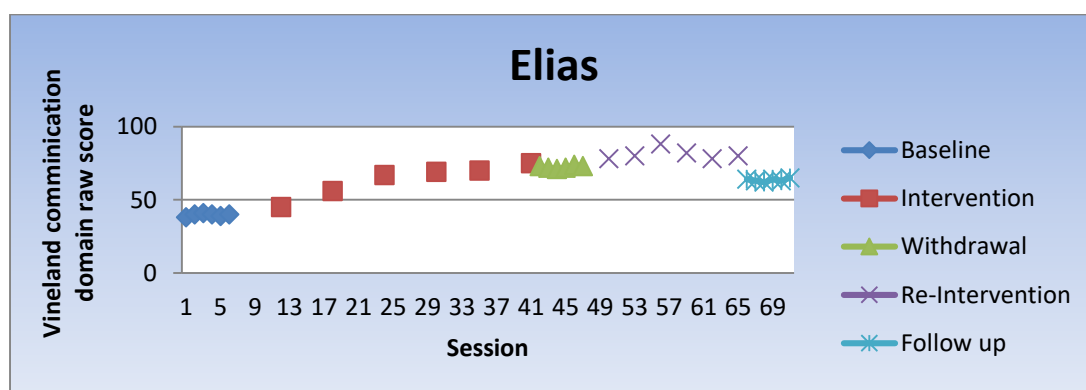 Elias
Vineland comminication
domain raw score
100
50
0
1 5 9 13 17 21 25 29 33 37 41 45 49 53 57 61 65 69
Session
Baseline
Intervention
Withdrawal
Re-Intervention
Follow up